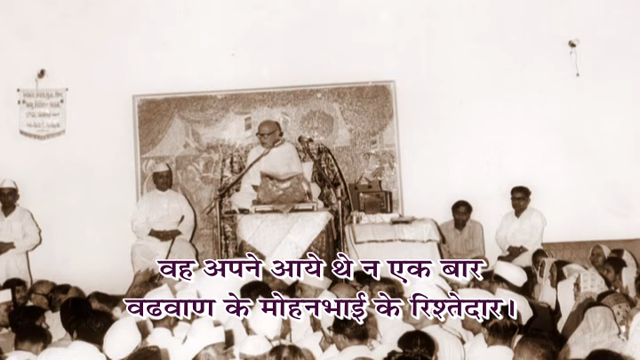 वह अपने आये थे न एक बार
वढवाण के मोहनभाई के रिश्तेदार।